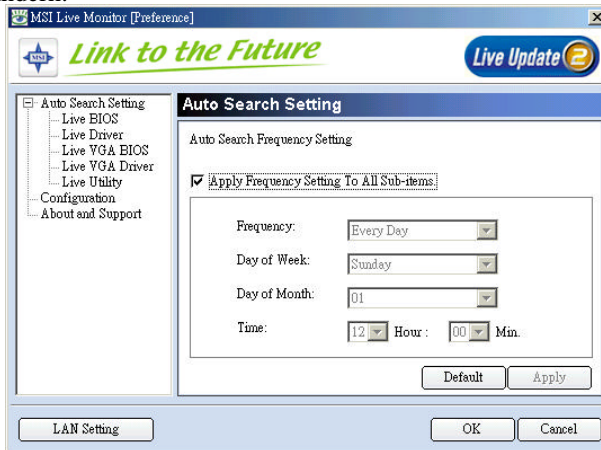 MSI Live Monitor [Preference]
MSI
Link to the Future
Live Update 2
Auto Search Setting
Live BIOS
Live Driver
Live VGA BIOS
Live VGA Driver
Live Utility
Configuration
About and Support
Auto Search Setting
Auto Search Frequency Setting
Apply Frequency Setting To All Sub-items.
Frequency: Every Day
Day of Week: Sunday
Day of Month: 01
Time: 12 Hour : 00 Min.
Default Apply
LAN Setting OK Cancel